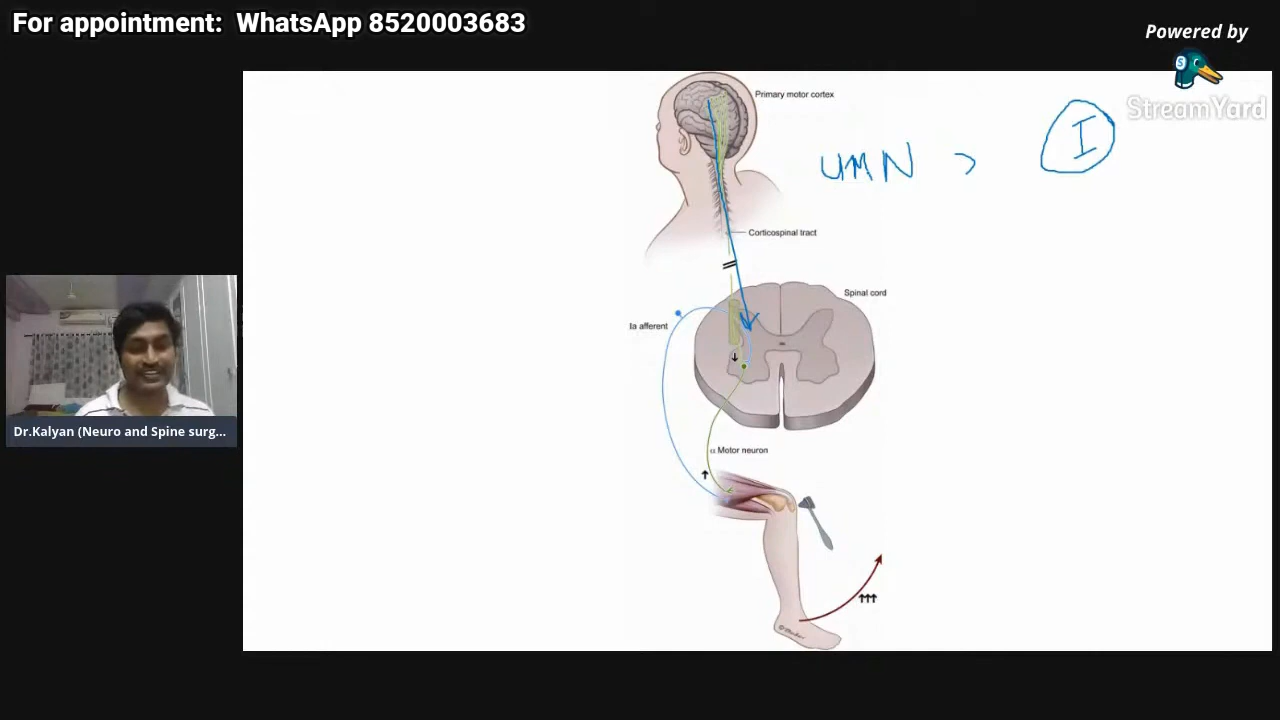 For appointment:  WhatsApp 8520003683
Powered by
S
StreamYard
Primary motor cortex
UMN >
I
Corticospinal tract
Spinal cord
Ia afferent
α Motor neuron
Dr.Kalyan (Neuro and Spine surg...